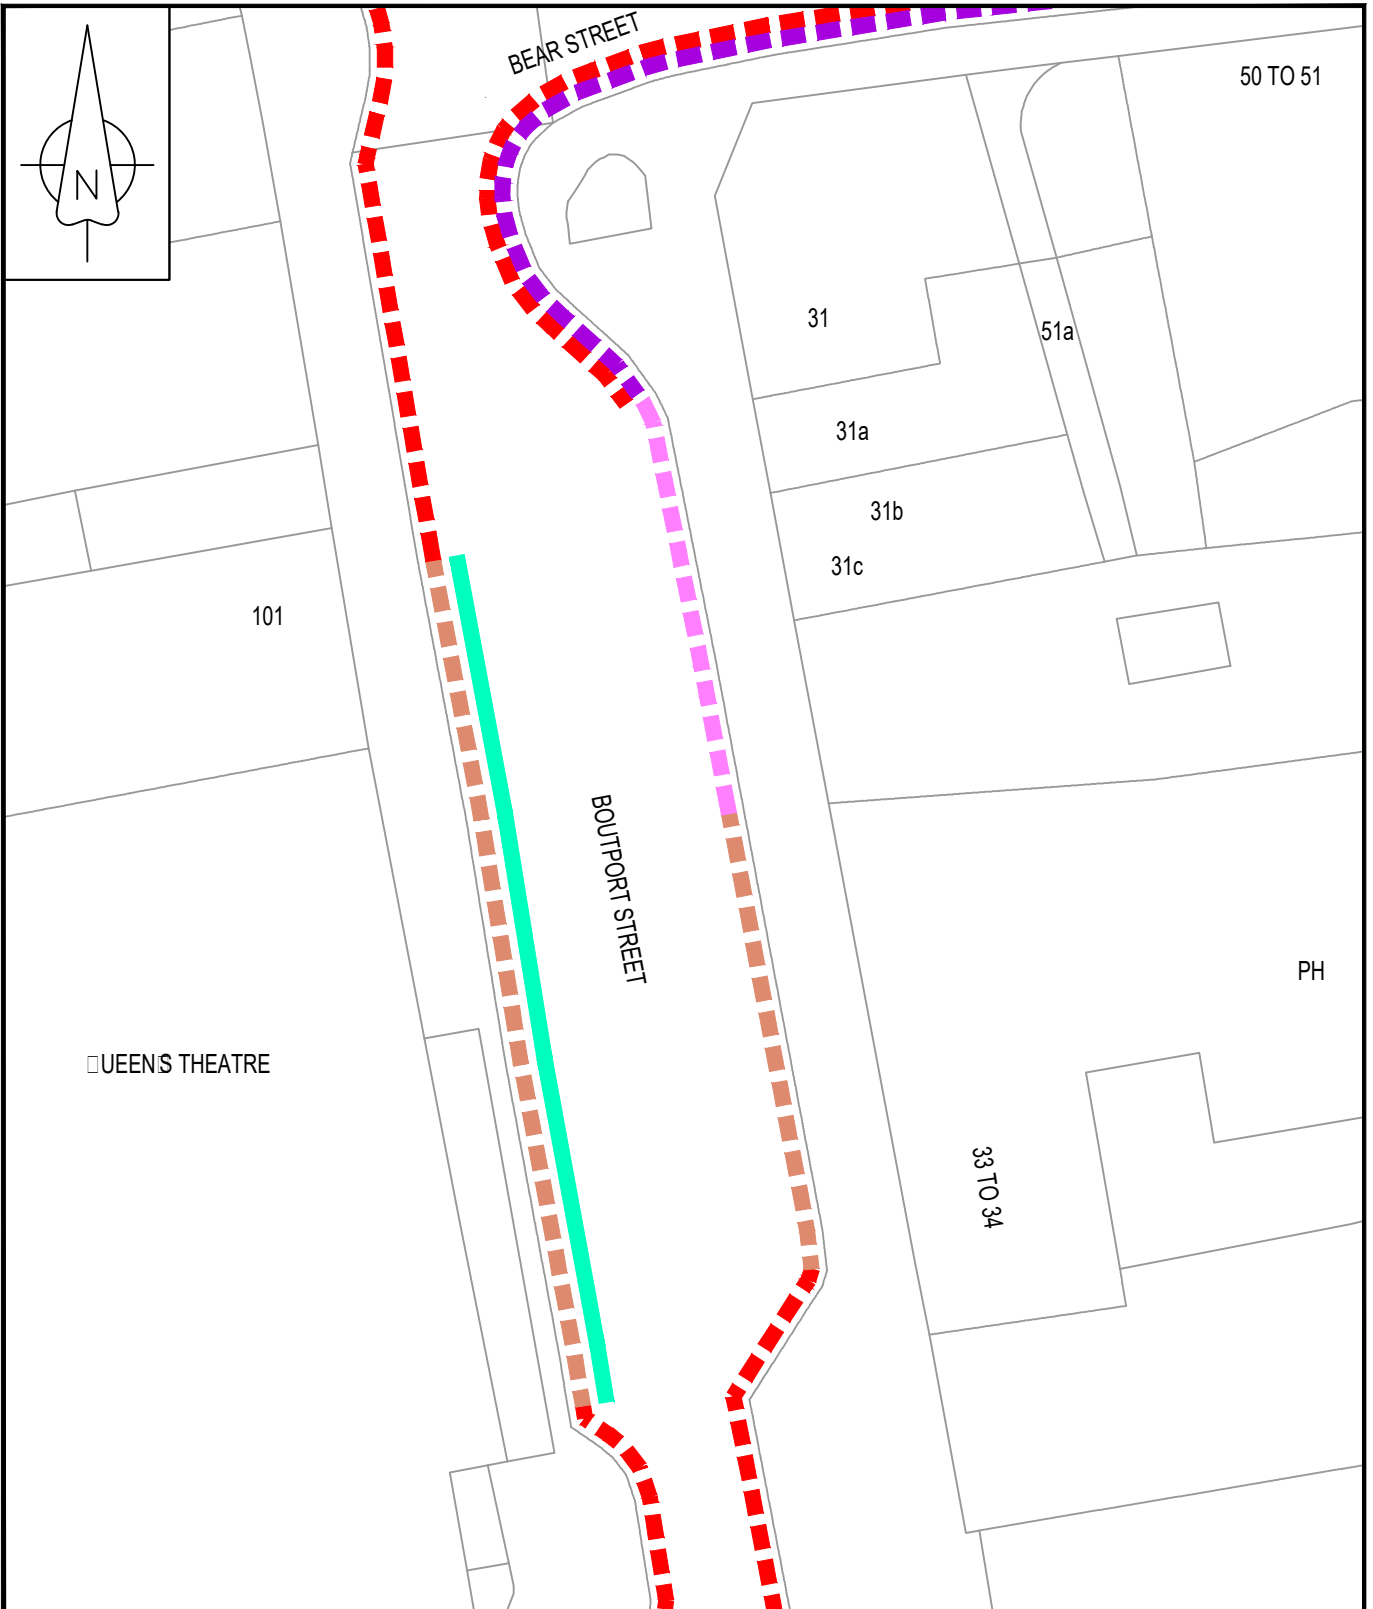 BEAR STREET
50 TO 51
N
31
51a
31a
31b
31c
101
BOUTPORT STREET
PH
□UEEN□S THEATRE
33 TO 34